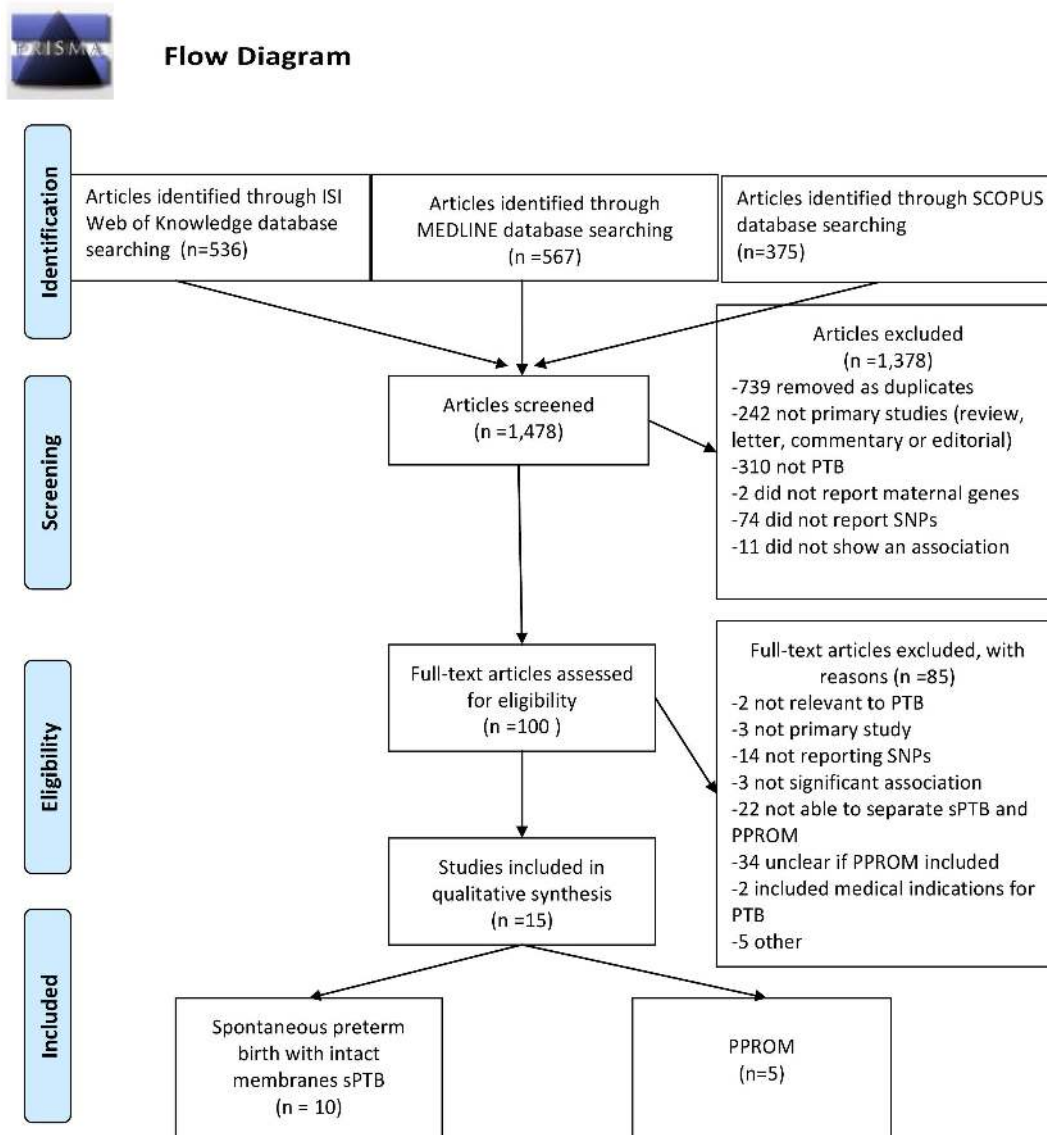 PRISMA
Flow Diagram
Identification
Articles identified through ISI
Web of Knowledge database
searching (n=536)
Articles identified through
MEDLINE database searching
(n =567)
Articles identified through SCOPUS
database searching
(n=375)
Screening
Articles screened
(n =1,478)
Articles excluded
(n =1,378)
-739 removed as duplicates
-242 not primary studies (review,
letter, commentary or editorial)
-310 not PTB
-2 did not report maternal genes
-74 did not report SNPs
-11 did not show an association
Eligibility
Full-text articles assessed
for eligibility
(n =100 )
Full-text articles excluded, with
reasons (n =85)
-2 not relevant to PTB
-3 not primary study
-14 not reporting SNPs
-3 not significant association
-22 not able to separate sPTB and
PPROM
-34 unclear if PPROM included
-2 included medical indications for
PTB
-5 other
Studies included in
qualitative synthesis
(n =15)
Included
Spontaneous preterm
birth with intact
membranes sPTB
(n = 10)
PPROM
(n=5)